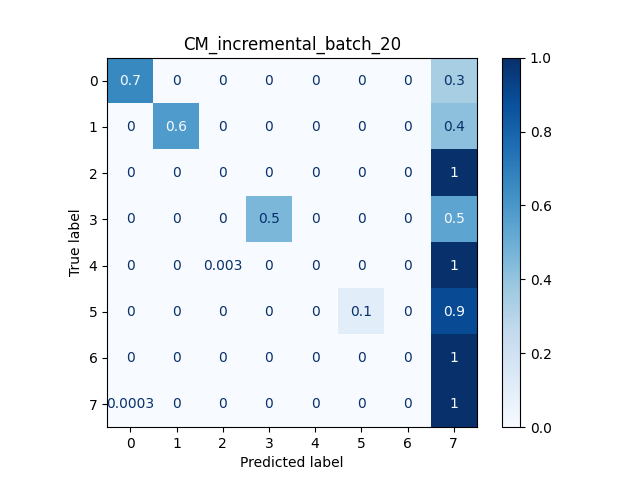 CM_incremental_batch_20
True label
0 0.7 0 0 0 0 0 0 0.3
1 0 0.6 0 0 0 0 0 0.4
2 0 0 0 0 0 0 0 1
3 0 0 0 0.5 0 0 0 0.5
4 0 0 0.003 0 0 0 0 1
5 0 0 0 0 0 0.1 0 0.9
6 0 0 0 0 0 0 0 1
7 0.0003 0 0 0 0 0 0 1
0 1 2 3 4 5 6 7
Predicted label
1.0
0.8
0.6
0.4
0.2
0.0